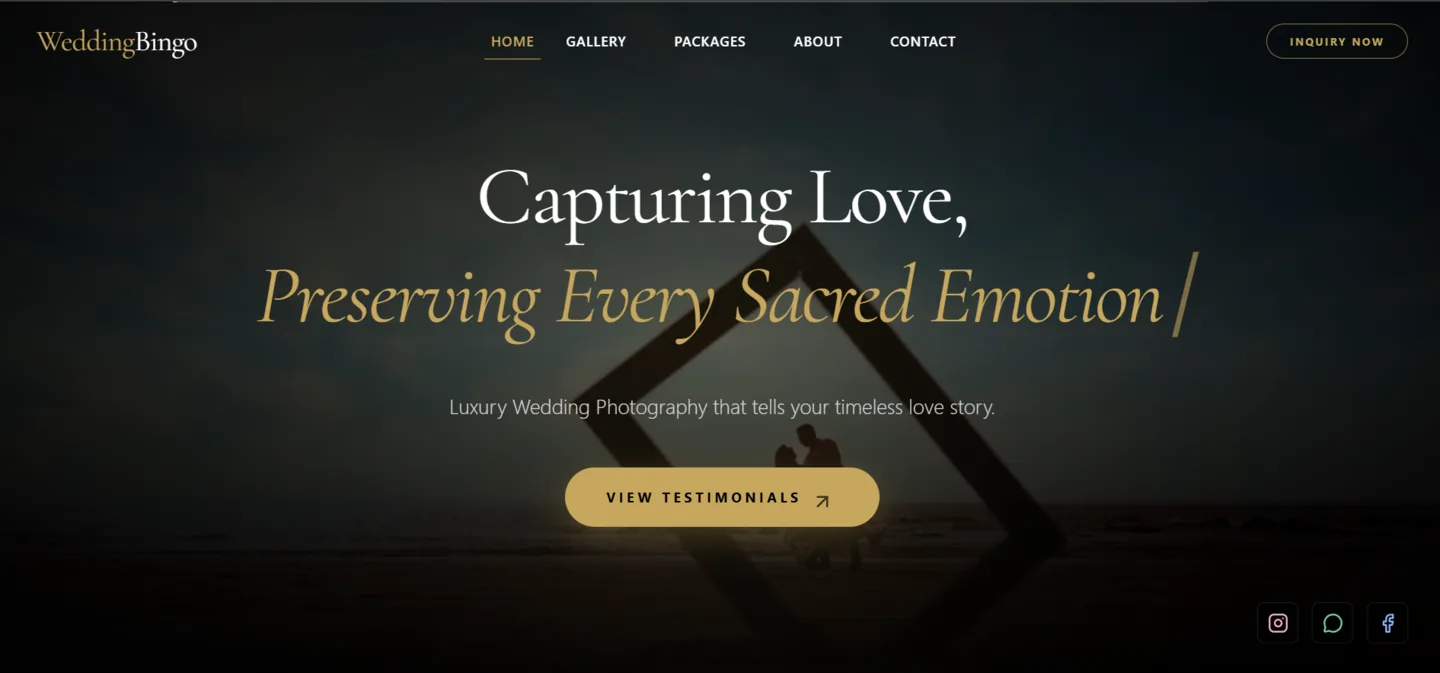 WeddingBingo
HOME GALLERY PACKAGES ABOUT CONTACT
INQUIRY NOW
Capturing Love,
Preserving Every Sacred Emotion
Luxury Wedding Photography that tells your timeless love story.
VIEW TESTIMONIALS